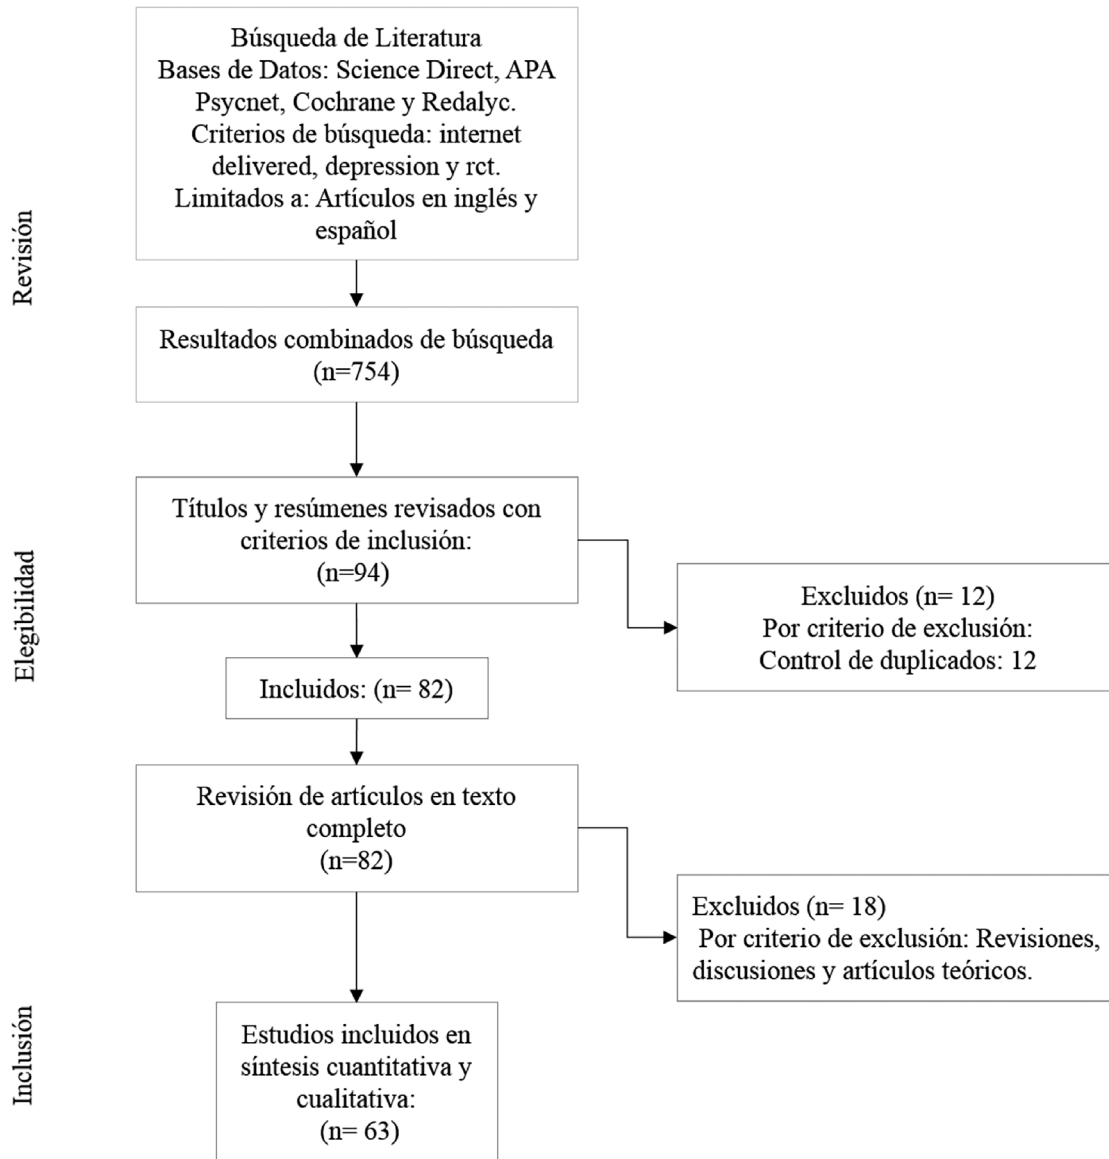 Búsqueda de Literatura
Bases de Datos: Science Direct, APA
Psycnet, Cochrane y Redalyc.
Criterios de búsqueda: internet
delivered, depression y rct.
Limitados a: Artículos en inglés y
español
Revisión
Resultados combinados de búsqueda
(n=754)
Títulos y resúmenes revisados con
criterios de inclusión:
(n=94)
Elegibilidad
Excluidos (n= 12)
Por criterio de exclusión:
Control de duplicados: 12
Incluidos: (n= 82)
Revisión de artículos en texto
completo
(n=82)
Excluidos (n= 18)
Por criterio de exclusión: Revisiones,
discusiones y artículos teóricos.
Inclusión
Estudios incluidos en
síntesis cuantitativa y
cualitativa:
(n= 63)